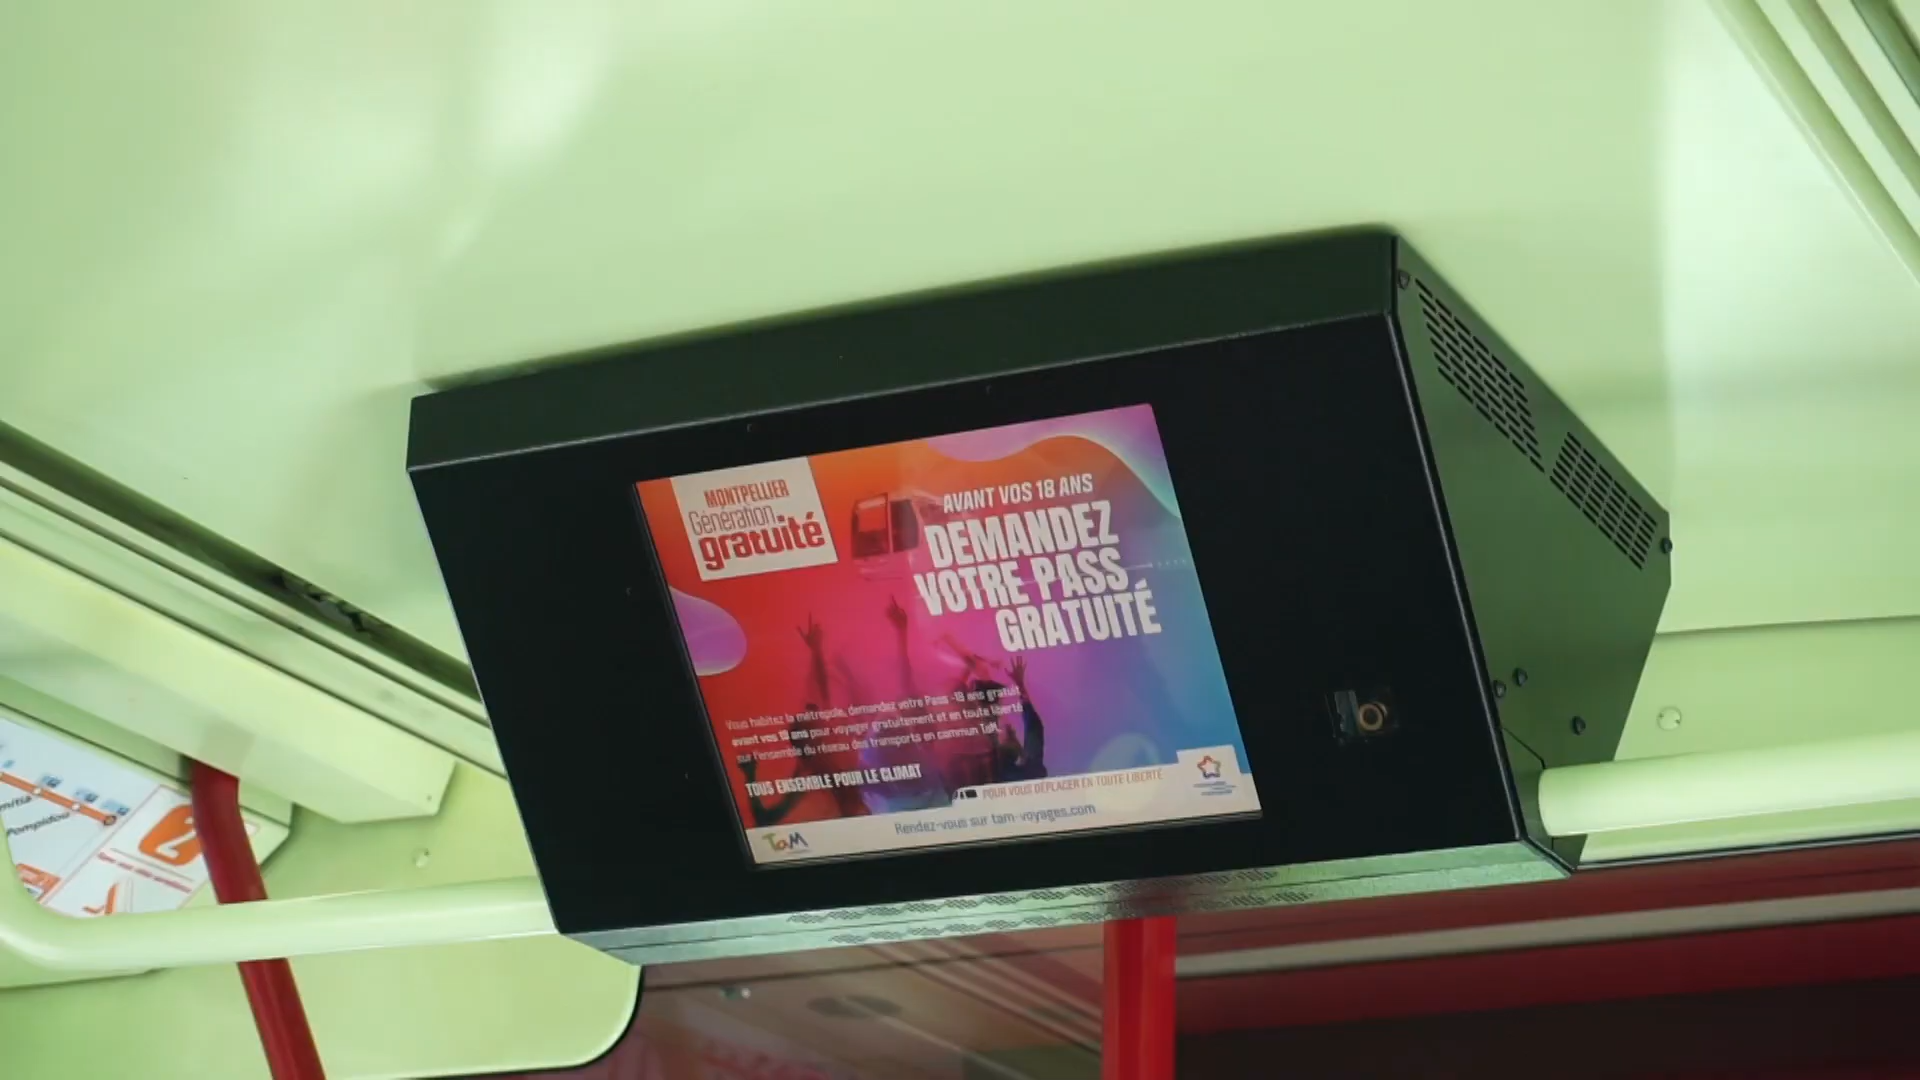 MONTPELLIER
Génération
gratuité
AVANT VOS 18 ANS
DEMANDEZ
VOTRE PASS
GRATUITÉ
Vous habitez la métropole, demandez votre Pass -18 ans gratuit
avant vos 18 ans pour voyager gratuitement et en toute liberté
sur l'ensemble du réseau des transports en commun TaM.
TOUS ENSEMBLE POUR LE CLIMAT
POUR VOUS DÉPLACER EN TOUTE LIBERTÉ
Rendez-vous sur tam-voyages.com
TaM
Pompidou
2